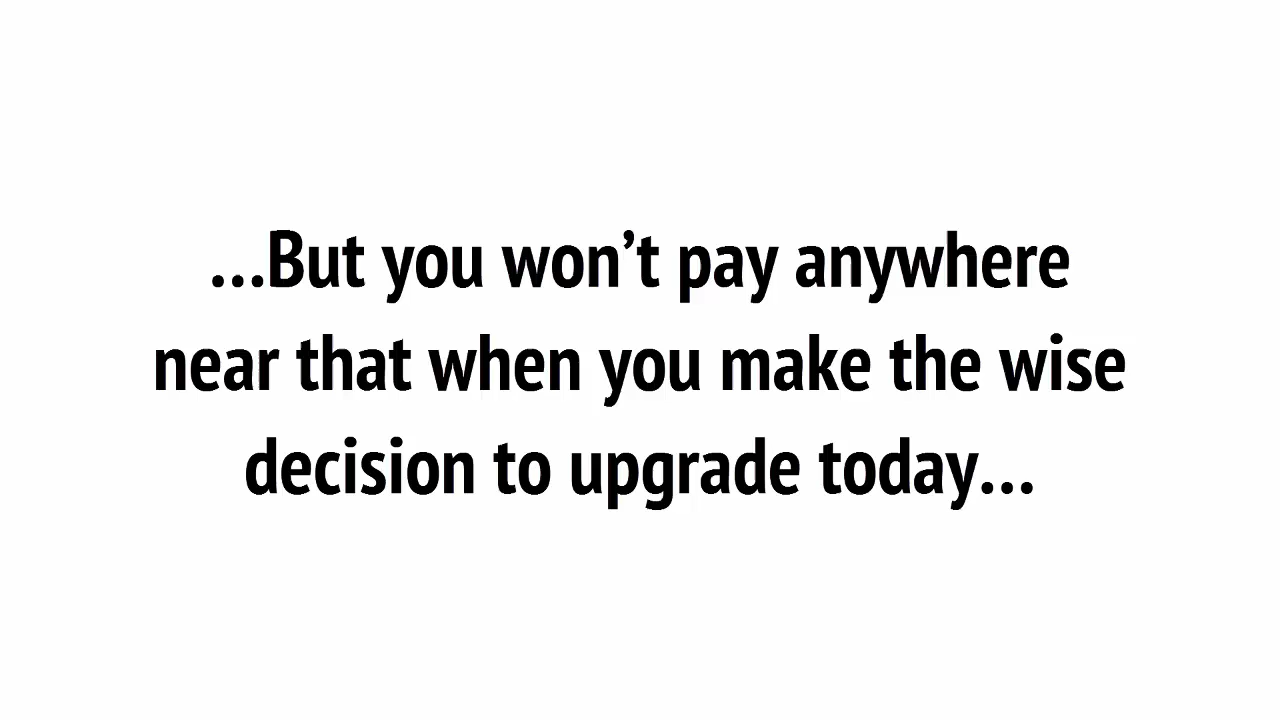 ...But you won’t pay anywhere
near that when you make the wise
decision to upgrade today...